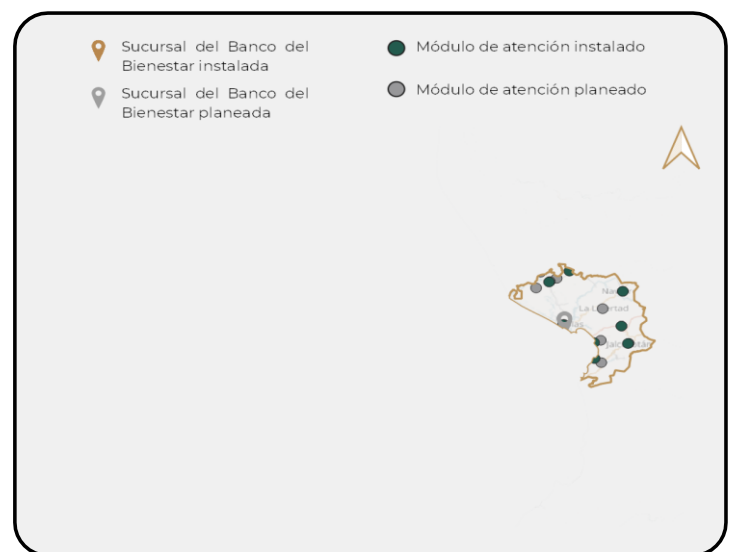 Sucursal del Banco del
Bienestar instalada
Sucursal del Banco del
Bienestar planeada
Módulo de atención instalado
Módulo de atención planeado
La